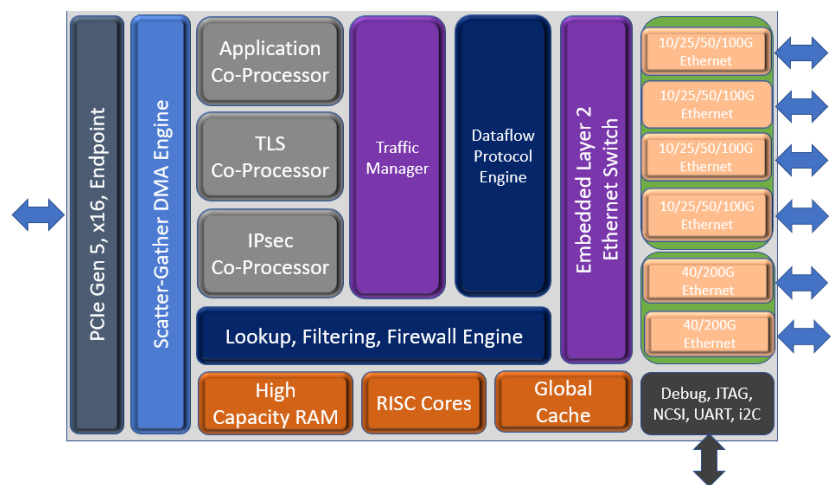 PCIe Gen 5, x16, Endpoint
Scatter-Gather DMA Engine
Application
Co-Processor
TLS
Co-Processor
IPsec
Co-Processor
Traffic
Manager
Dataflow
Protocol
Engine
Lookup, Filtering, Firewall Engine
Embedded Layer 2
Ethernet Switch
10/25/50/100G
Ethernet
10/25/50/100G
Ethernet
10/25/50/100G
Ethernet
10/25/50/100G
Ethernet
40/200G
Ethernet
40/200G
Ethernet
High
Capacity RAM
RISC Cores
Global
Cache
Debug, JTAG,
NCSI, UART, i2C